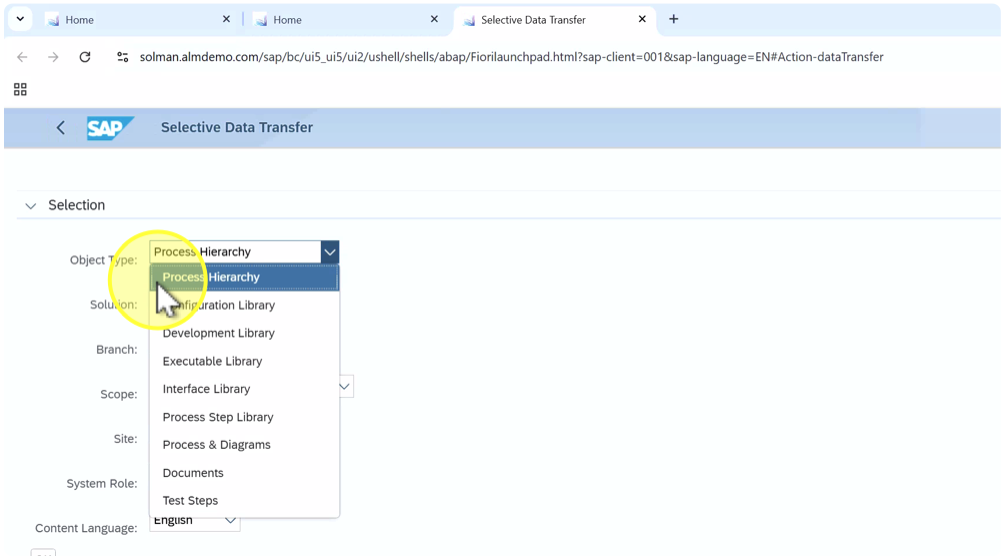 Home
Home
Selective Data Transfer
solman.almdemo.com/sap/bc/ui5_ui5/ui2/ushell/shells/abap/Fiorilaunchpad.html?sap-client=001&sap-language=EN#Action-dataTransfer
SAP Selective Data Transfer
Selection
Object Type: Process Hierarchy
Process Hierarchy
Solution: Configuration Library
Development Library
Branch:
Executable Library
Interface Library
Scope:
Process Step Library
Site:
Process & Diagrams
Documents
System Role:
Test Steps
Content Language: English